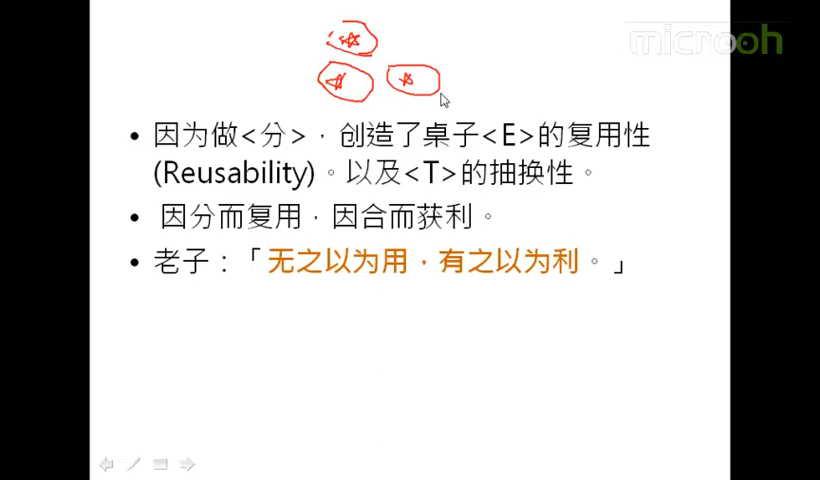 microoh
• 因为做<分>，创造了桌子<E>的复用性
(Reusability)。以及<T>的抽换性。
• 因分而复用，因合而获利。
• 老子：「无之以为用，有之以为利。」